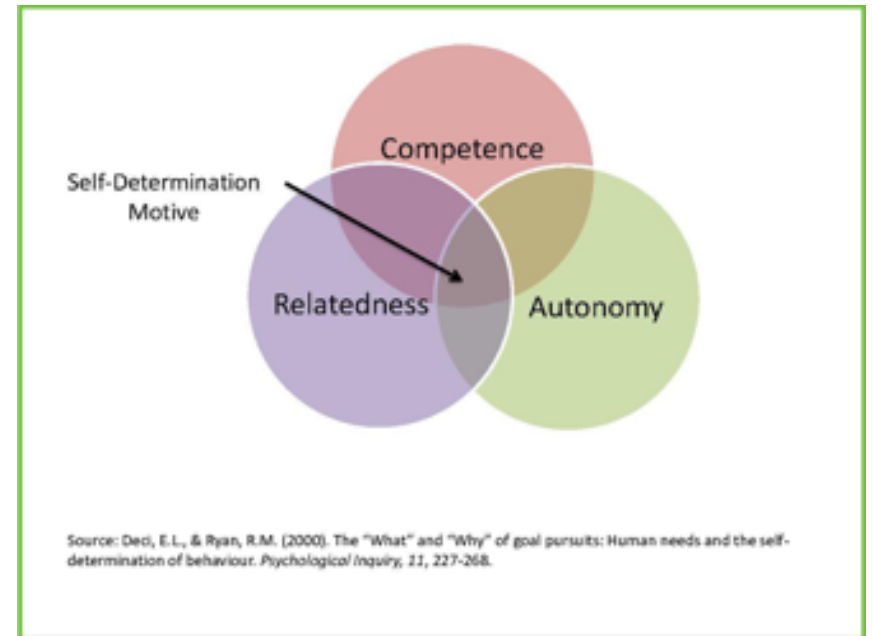 Competence
Self-Determination
Motive
Relatedness
Autonomy
Source: Deci, E.L., & Ryan, R.M. (2000). The “What” and “Why” of goal pursuits: Human needs and the self-
determination of behaviour. Psychological Inquiry, 11, 227-268.